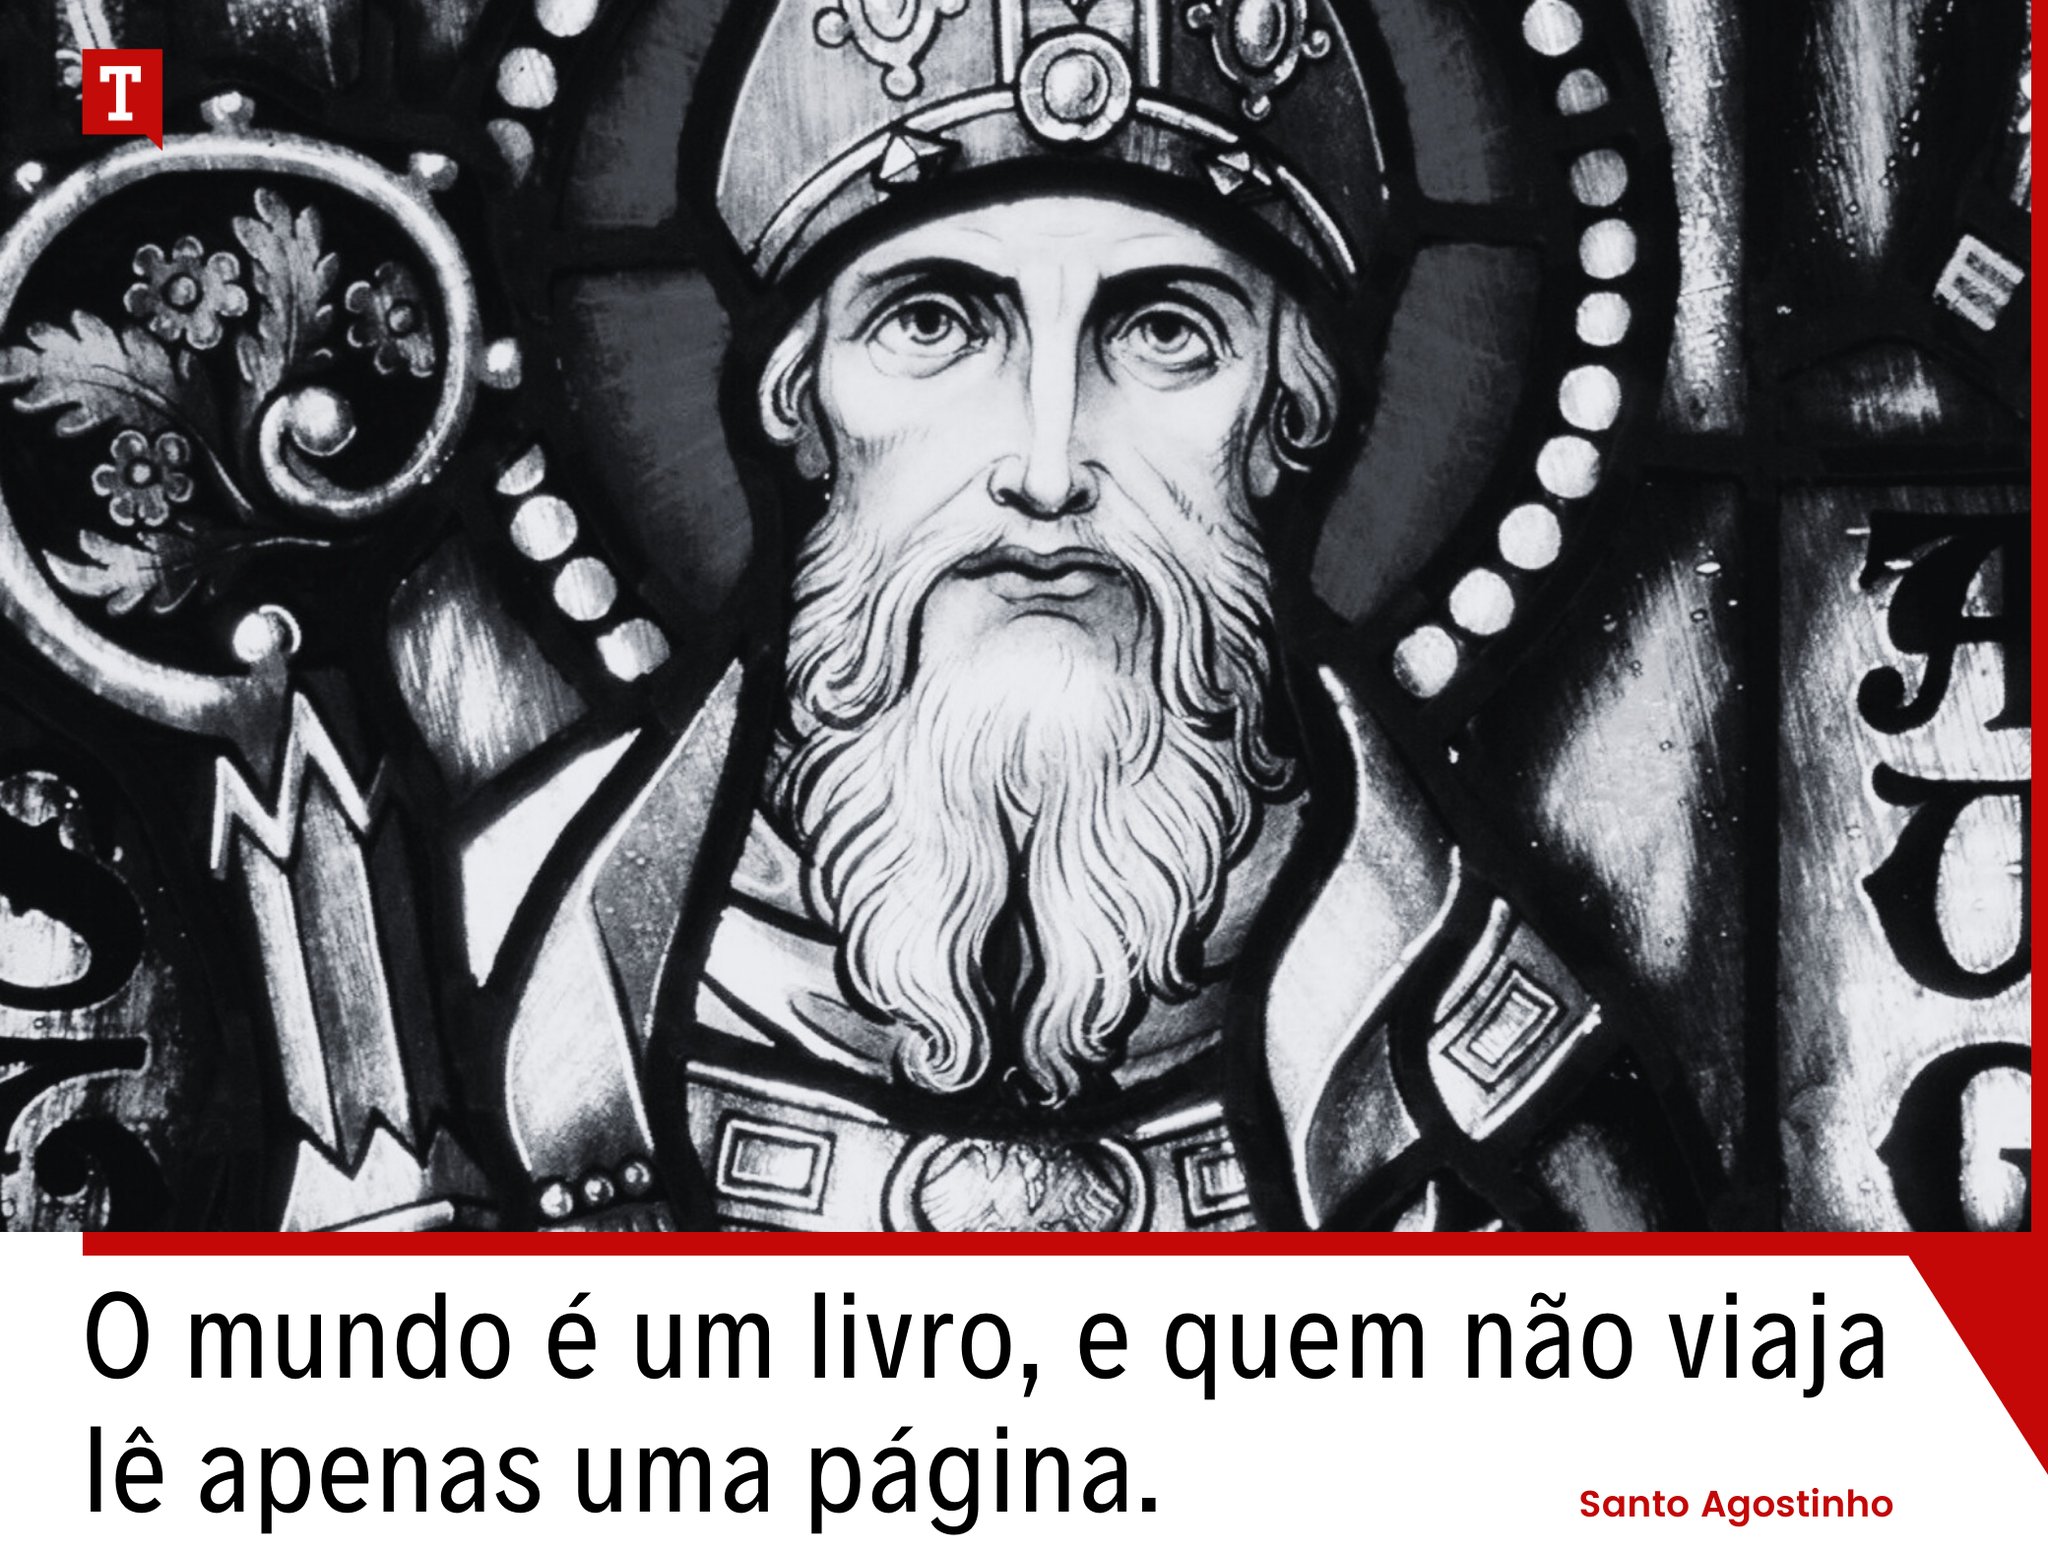 T
O mundo é um livro, e quem não viaja
lê apenas uma página.
Santo Agostinho